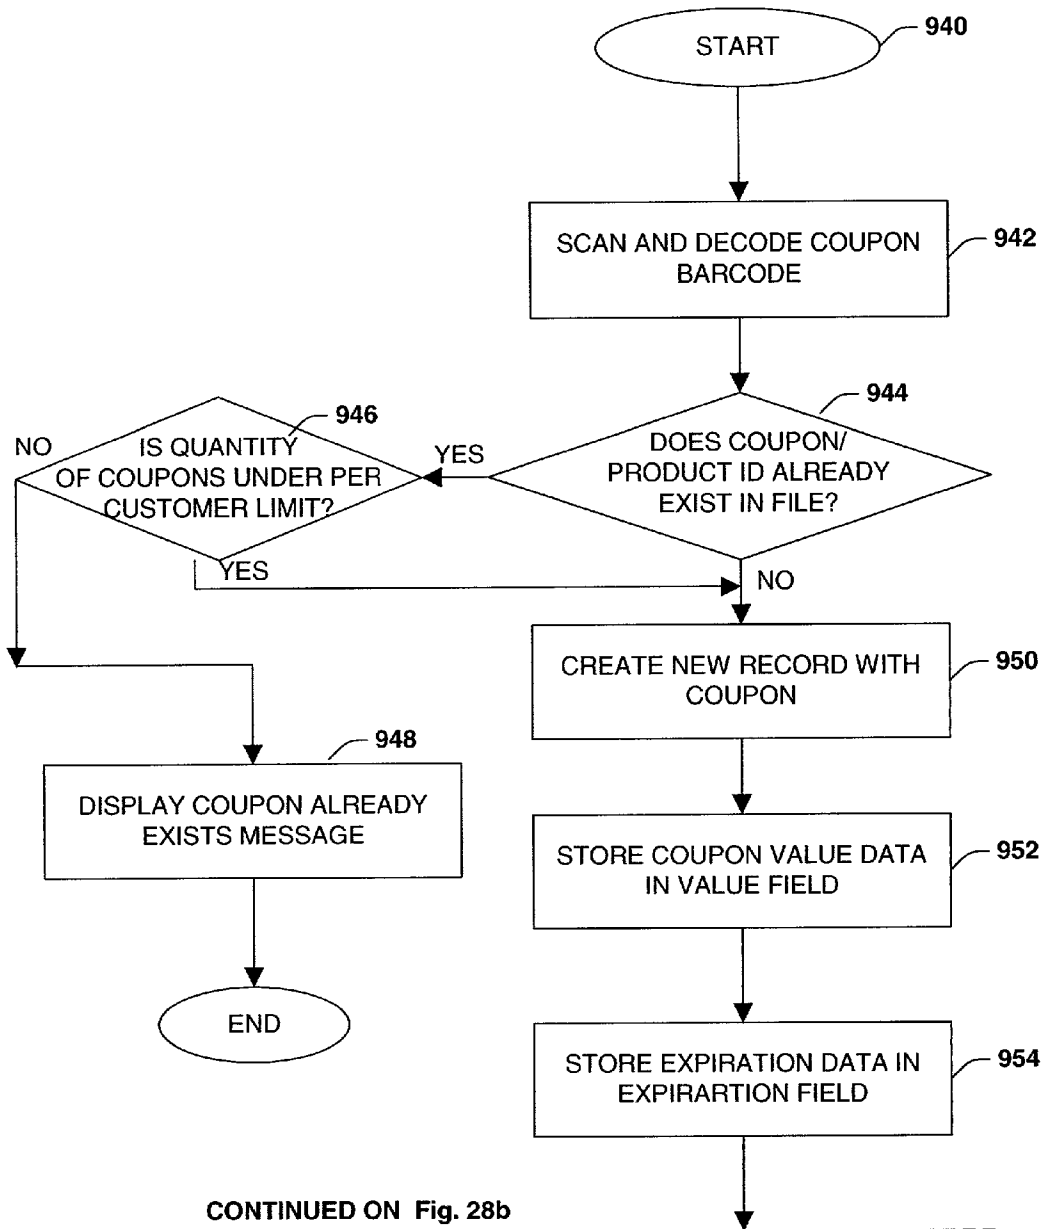 START
940
SCAN AND DECODE COUPON
BARCODE
942
944
DOES COUPON/
PRODUCT ID ALREADY
EXIST IN FILE?
YES
NO
946
IS QUANTITY
OF COUPONS UNDER PER
CUSTOMER LIMIT?
NO
YES
CREATE NEW RECORD WITH
COUPON
950
948
DISPLAY COUPON ALREADY
EXISTS MESSAGE
STORE COUPON VALUE DATA
IN VALUE FIELD
952
END
STORE EXPIRATION DATA IN
EXPIRARTION FIELD
954
CONTINUED ON Fig. 28b